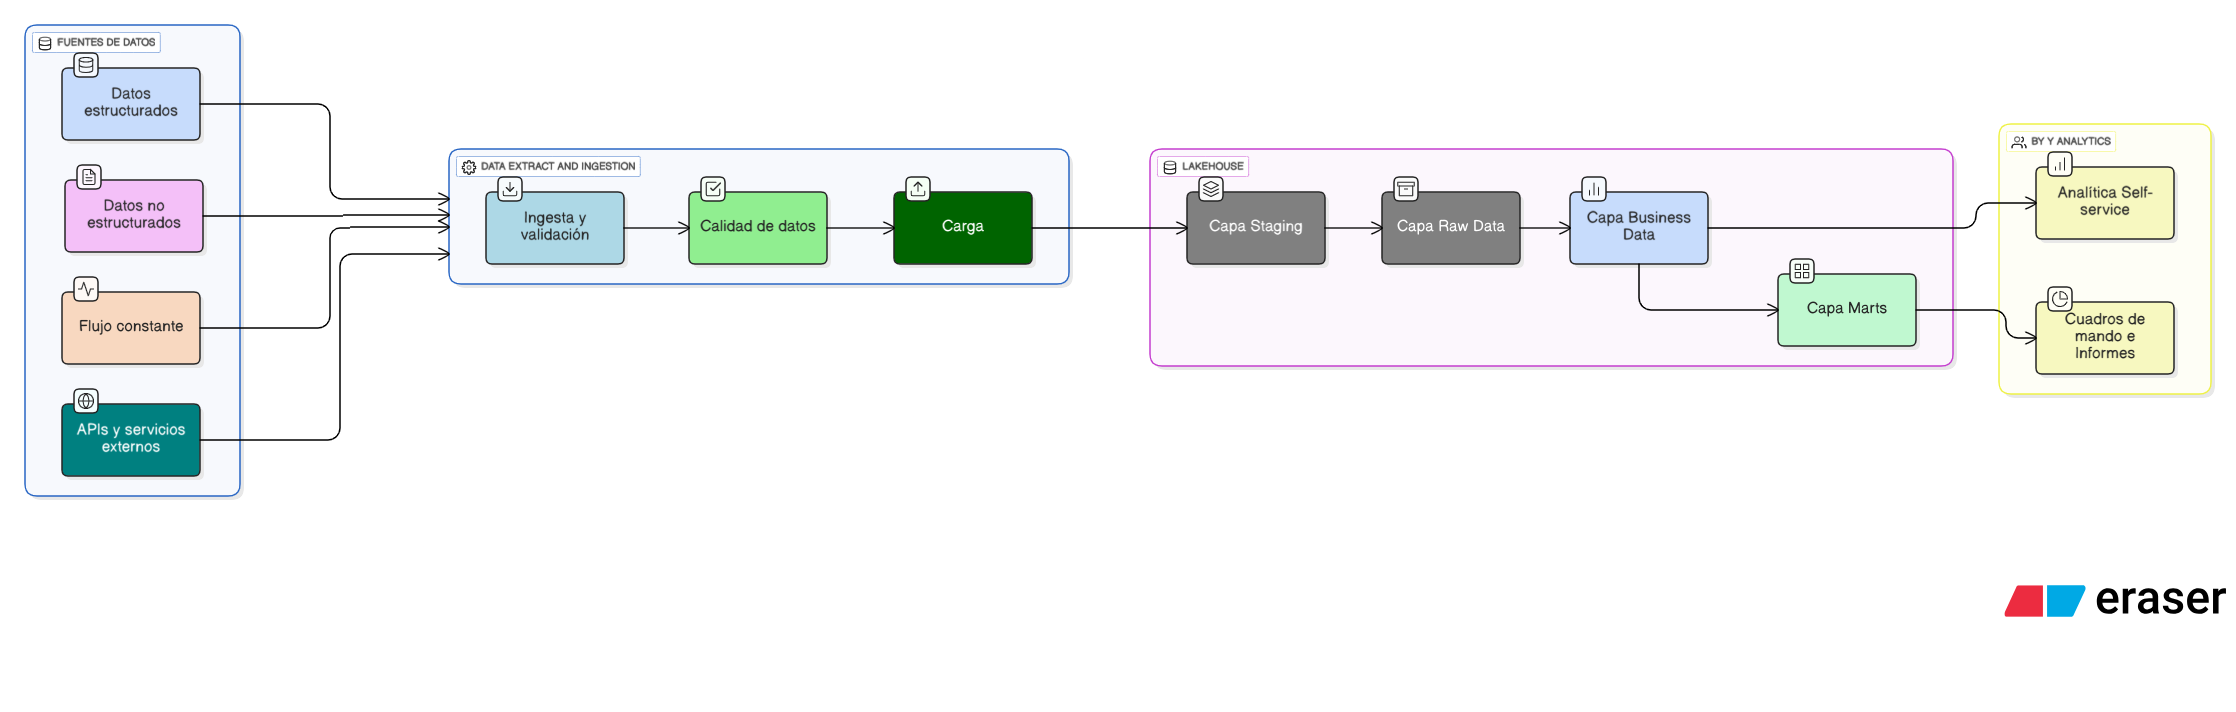 FUENTES DE DATOS
Datos
estructurados
Datos no
estructurados
Flujo constante
APIs y servicios
externos
DATA EXTRACT AND INGESTION
Ingesta y
validación
Calidad de datos
Carga
LAKEHOUSE
Capa Staging
Capa Raw Data
Capa Business
Data
Capa Marts
BY Y ANALYTICS
Analítica Self-
service
Cuadros de
mando e
Informes
eraser